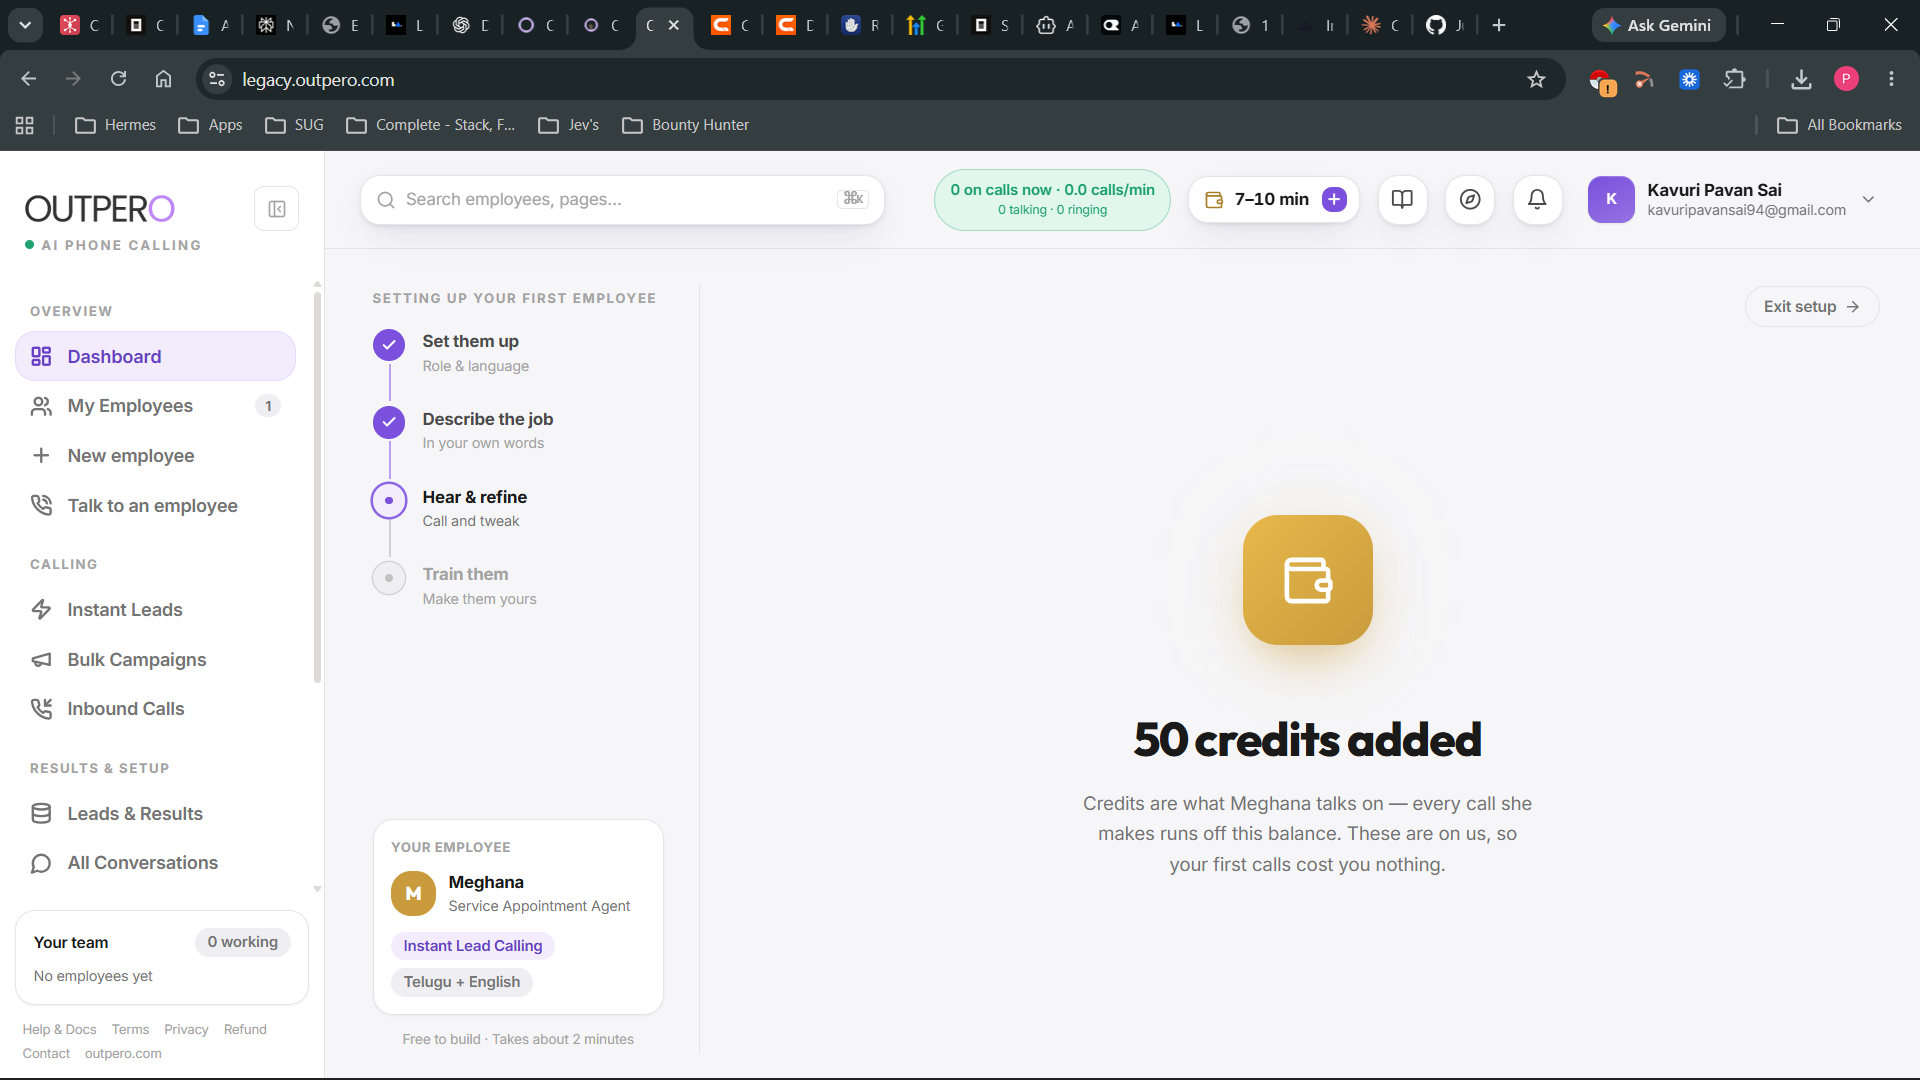 Ask Gemini
legacy.outpero.com
Hermes
Apps
SUG
Complete - Stack, F...
Jev's
Bounty Hunter
All Bookmarks
OUTPERO
AI PHONE CALLING
OVERVIEW
Dashboard
My Employees 1
New employee
Talk to an employee
CALLING
Instant Leads
Bulk Campaigns
Inbound Calls
RESULTS & SETUP
Leads & Results
All Conversations
Your team 0 working
No employees yet
Help & Docs Terms Privacy Refund
Contact outpero.com
Search employees, pages... ⌘K
0 on calls now · 0.0 calls/min
0 talking · 0 ringing
7–10 min
K
Kavuri Pavan Sai
kavuripavansai94@gmail.com
SETTING UP YOUR FIRST EMPLOYEE
Set them up
Role & language
Describe the job
In your own words
Hear & refine
Call and tweak
Train them
Make them yours
YOUR EMPLOYEE
M
Meghana
Service Appointment Agent
Instant Lead Calling
Telugu + English
Free to build · Takes about 2 minutes
Exit setup →
50 credits added
Credits are what Meghana talks on — every call she
makes runs off this balance. These are on us, so
your first calls cost you nothing.